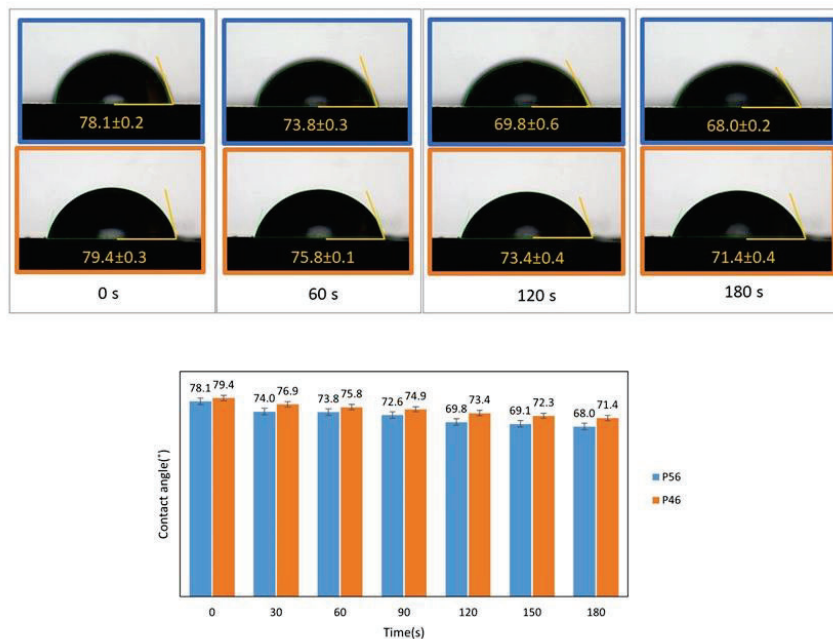 78.1±0.2 73.8±0.3 69.8±0.6 68.0±0.2
79.4±0.3 75.8±0.1 73.4±0.4 71.4±0.4
0 s 60 s 120 s 180 s
78.1 79.4 74.0 76.9 73.8 75.8 72.6 74.9 69.8 73.4 69.1 72.3 68.0 71.4
Contact angle(°)
P56
P46
0 30 60 90 120 150 180
Time(s)